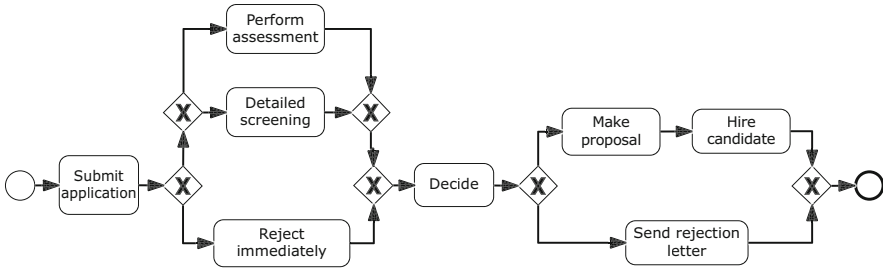 Perform
assessment
Detailed
screening
Submit
application
Reject
immediately
Decide
Make
proposal
Hire
candidate
Send rejection
letter